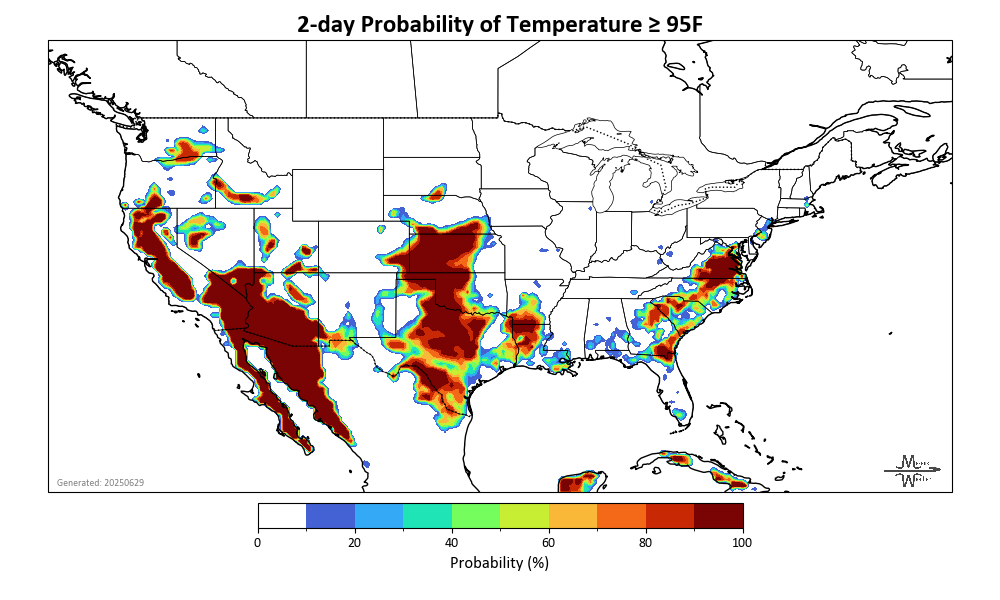 2-day Probability of Temperature ≥ 95F
Generated: 20250629
0 20 40 60 80 100
Probability (%)